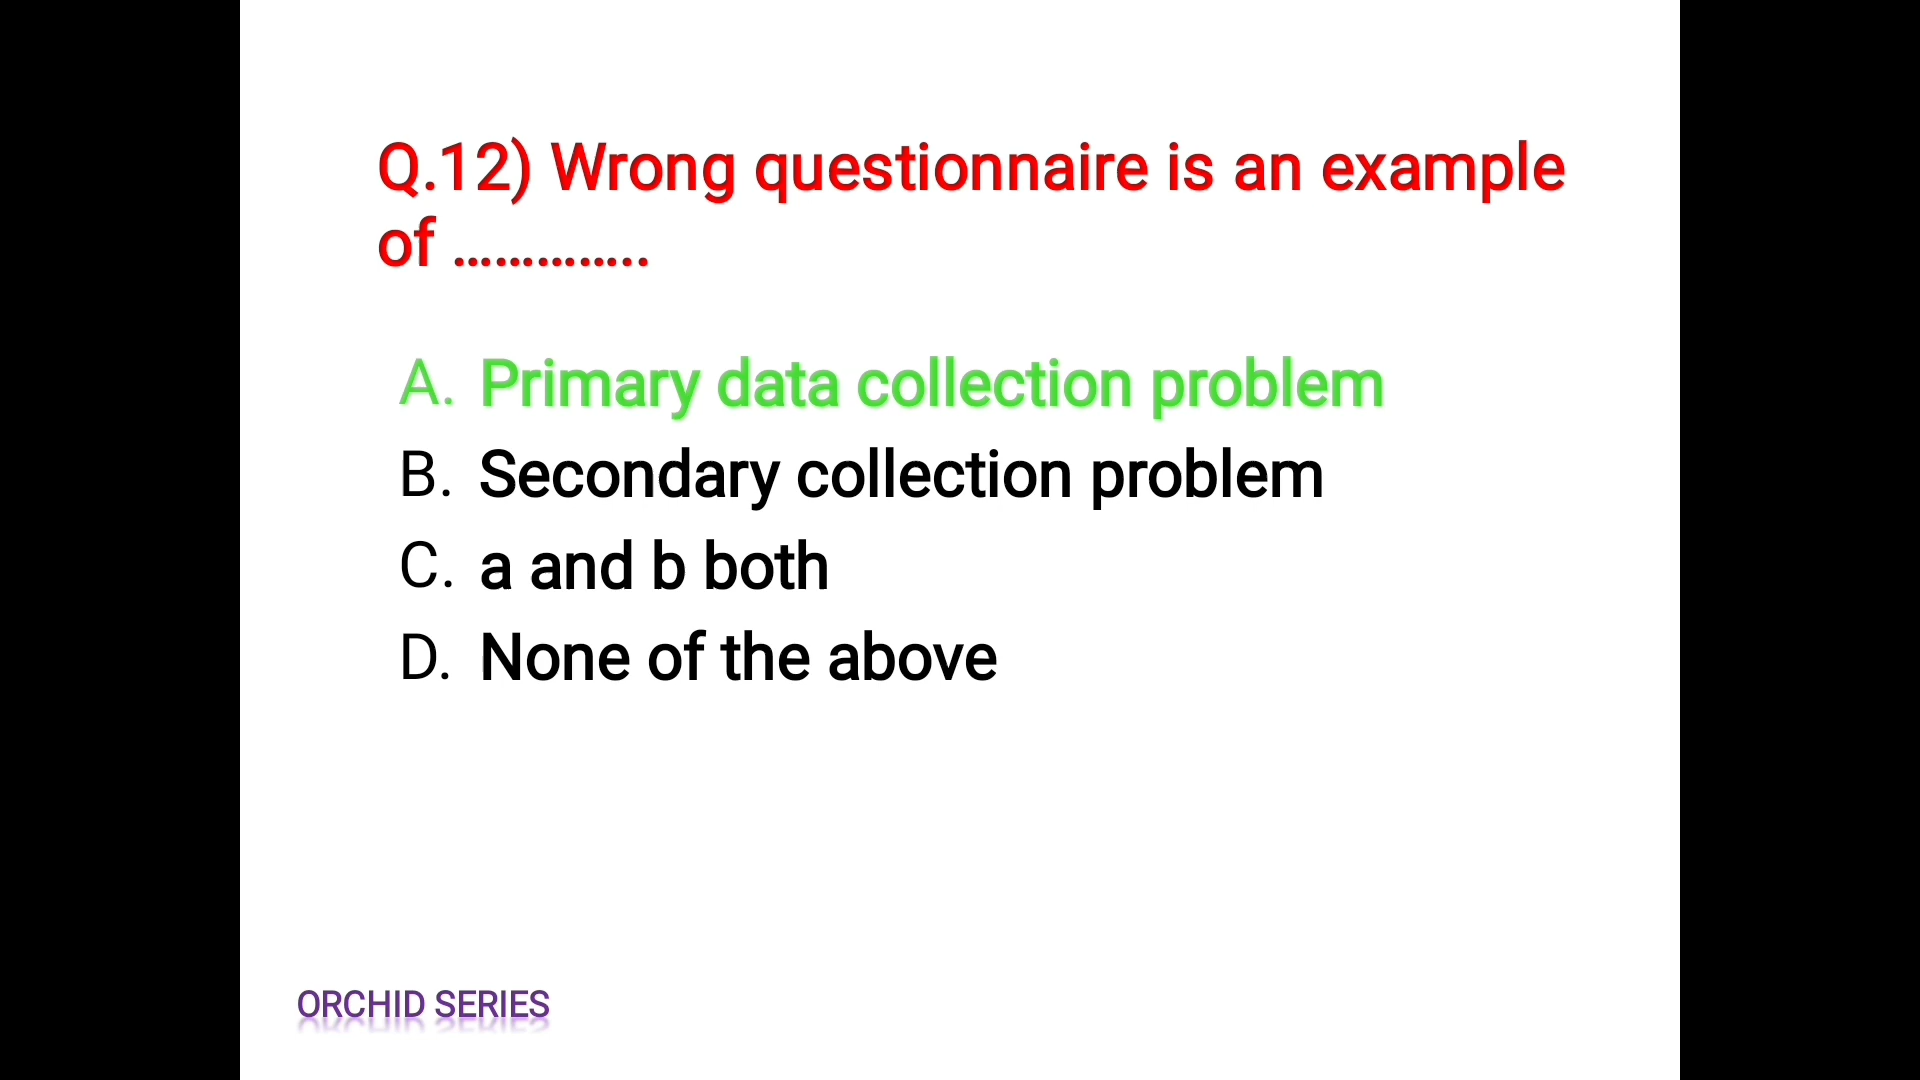 Q.12) Wrong questionnaire is an example
of …………..
A. Primary data collection problem
B. Secondary collection problem
C. a and b both
D. None of the above
ORCHID SERIES